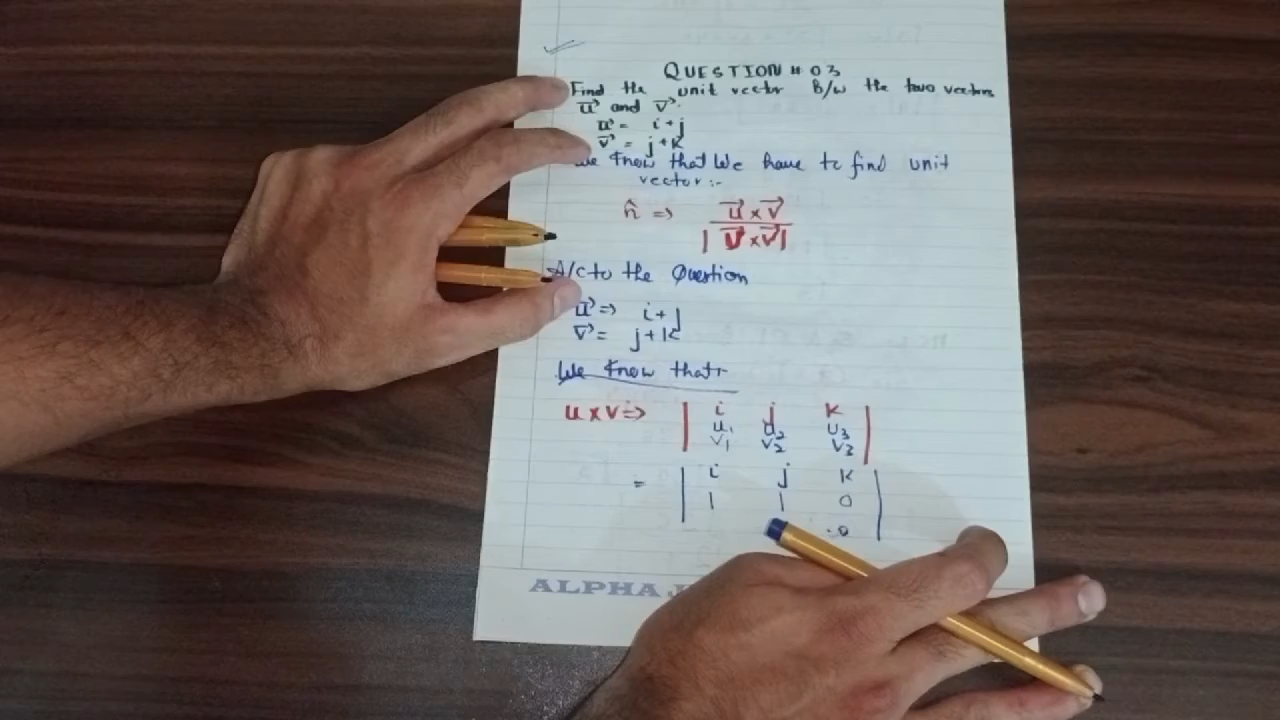 QUESTION # 03
Find the unit vector B/w the two vectors
u⃗ and v⃗.
u⃗ = i+j
v⃗ = j+k
We know that We have to find unit
vector:-
n̂ => u⃗ x v⃗
| v⃗ x v⃗ |
A/c to the Question
u⃗ => i+j
v⃗ = j+k
We know that:-
u x v => | i j k |
u₁ u₂ u₃
v₁ v₂ v₃
= | i j k |
1 1 0
0
ALPHA